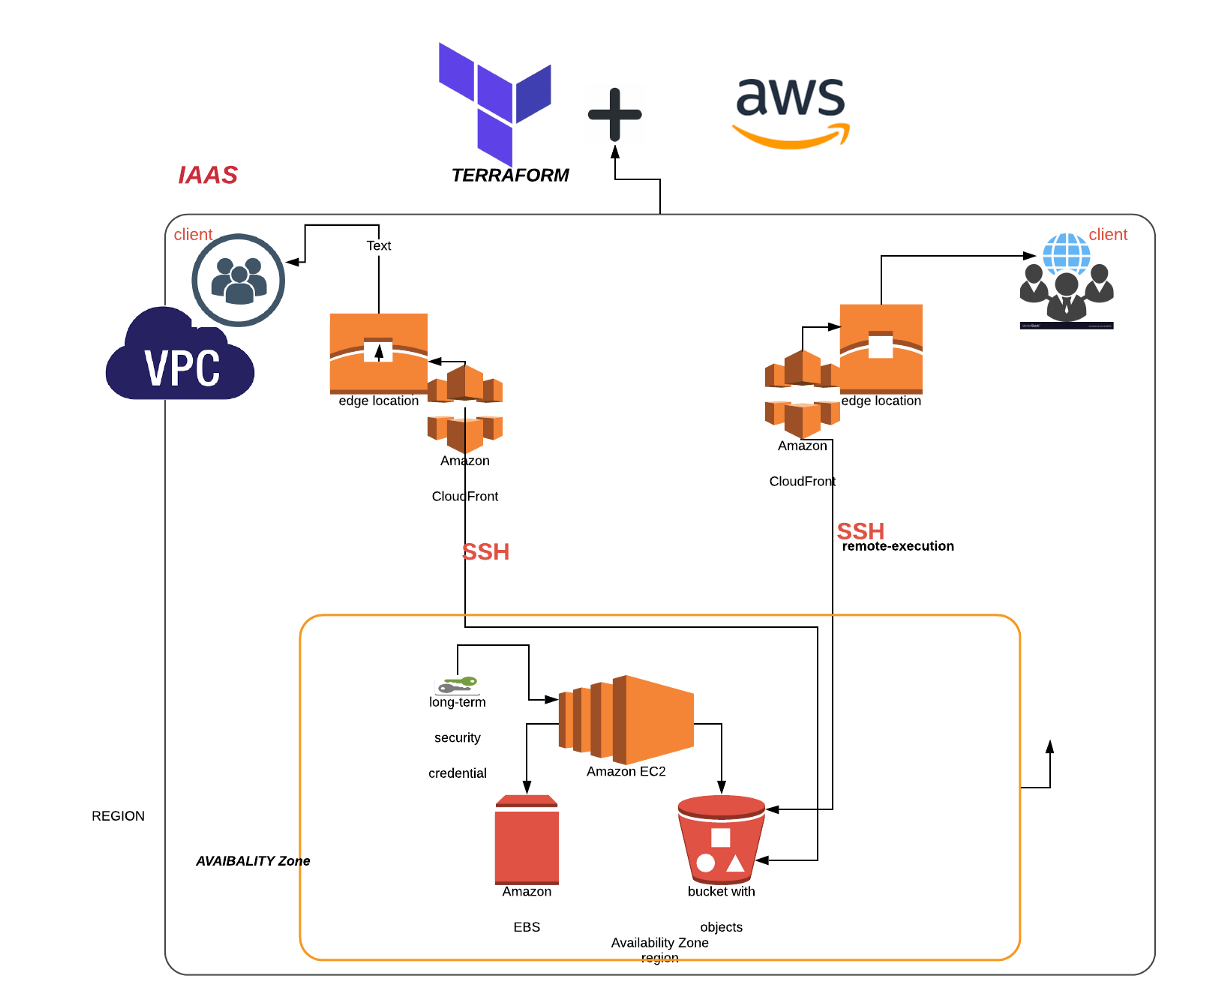 aws
TERRAFORM
IAAS
client
client
Text
VPC
edge location
edge location
Amazon
CloudFront
Amazon
CloudFront
SSH
SSH
remote-execution
long-term
security
credential
Amazon EC2
REGION
AVAIBALITY Zone
Amazon
EBS
bucket with
objects
Availability Zone
region